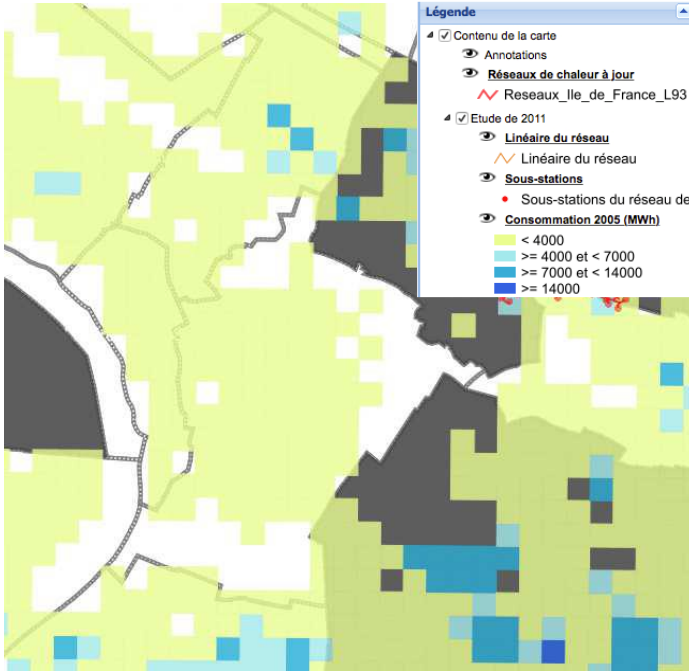 Légende
Contenu de la carte
Annotations
Réseaux de chaleur à jour
Reseaux_Ile_de_France_L93
Etude de 2011
Linéaire du réseau
Linéaire du réseau
Sous-stations
Sous-stations du réseau de
Consommation 2005 (MWh)
< 4000
>= 4000 et < 7000
>= 7000 et < 14000
>= 14000